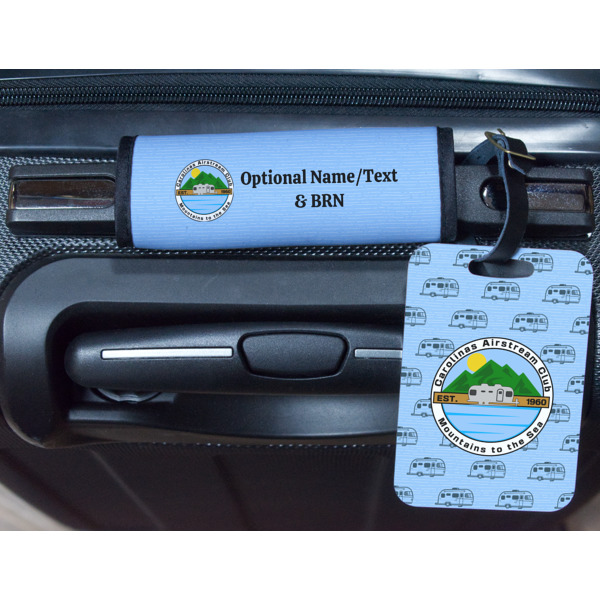 Carolinas Airstream Club
EST. 1960
Mountains to the Sea
Optional Name/Text
& BRN
Carolinas Airstream Club
EST. 1960
Mountains to the Sea